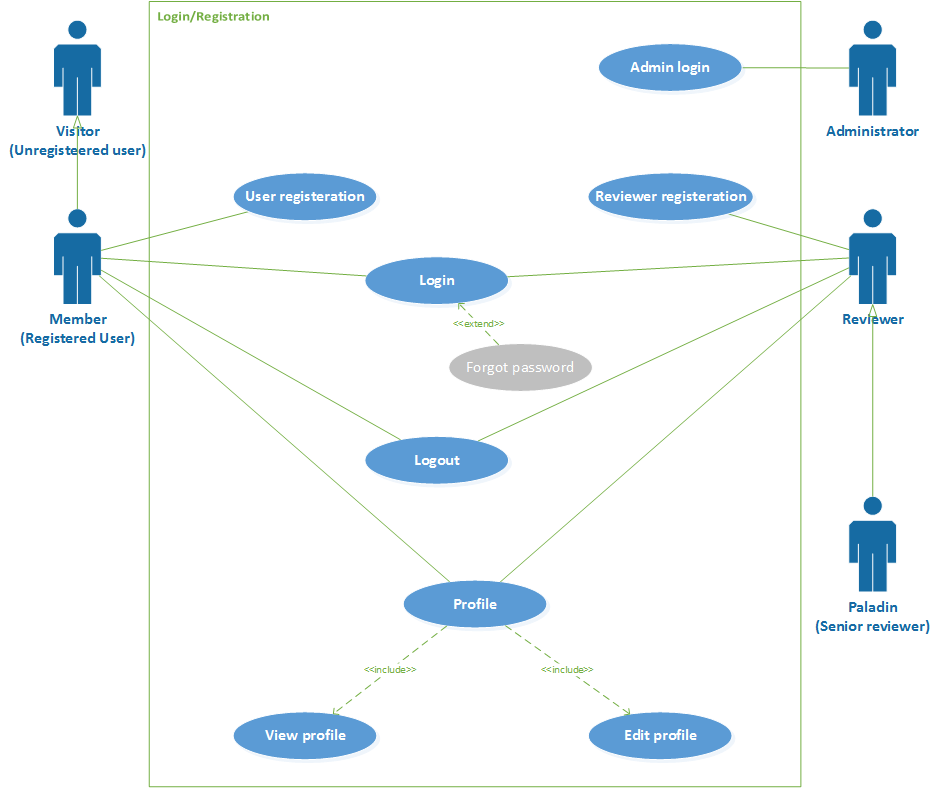 Login/Registration
Admin login
Visitor
(Unregisteered user)
Administrator
User registeration
Reviewer registeration
Login
Member
(Registered User)
<<extend>>
Reviewer
Forgot password
Logout
Profile
Paladin
(Senior reviewer)
<<include>>
<<include>>
View profile
Edit profile